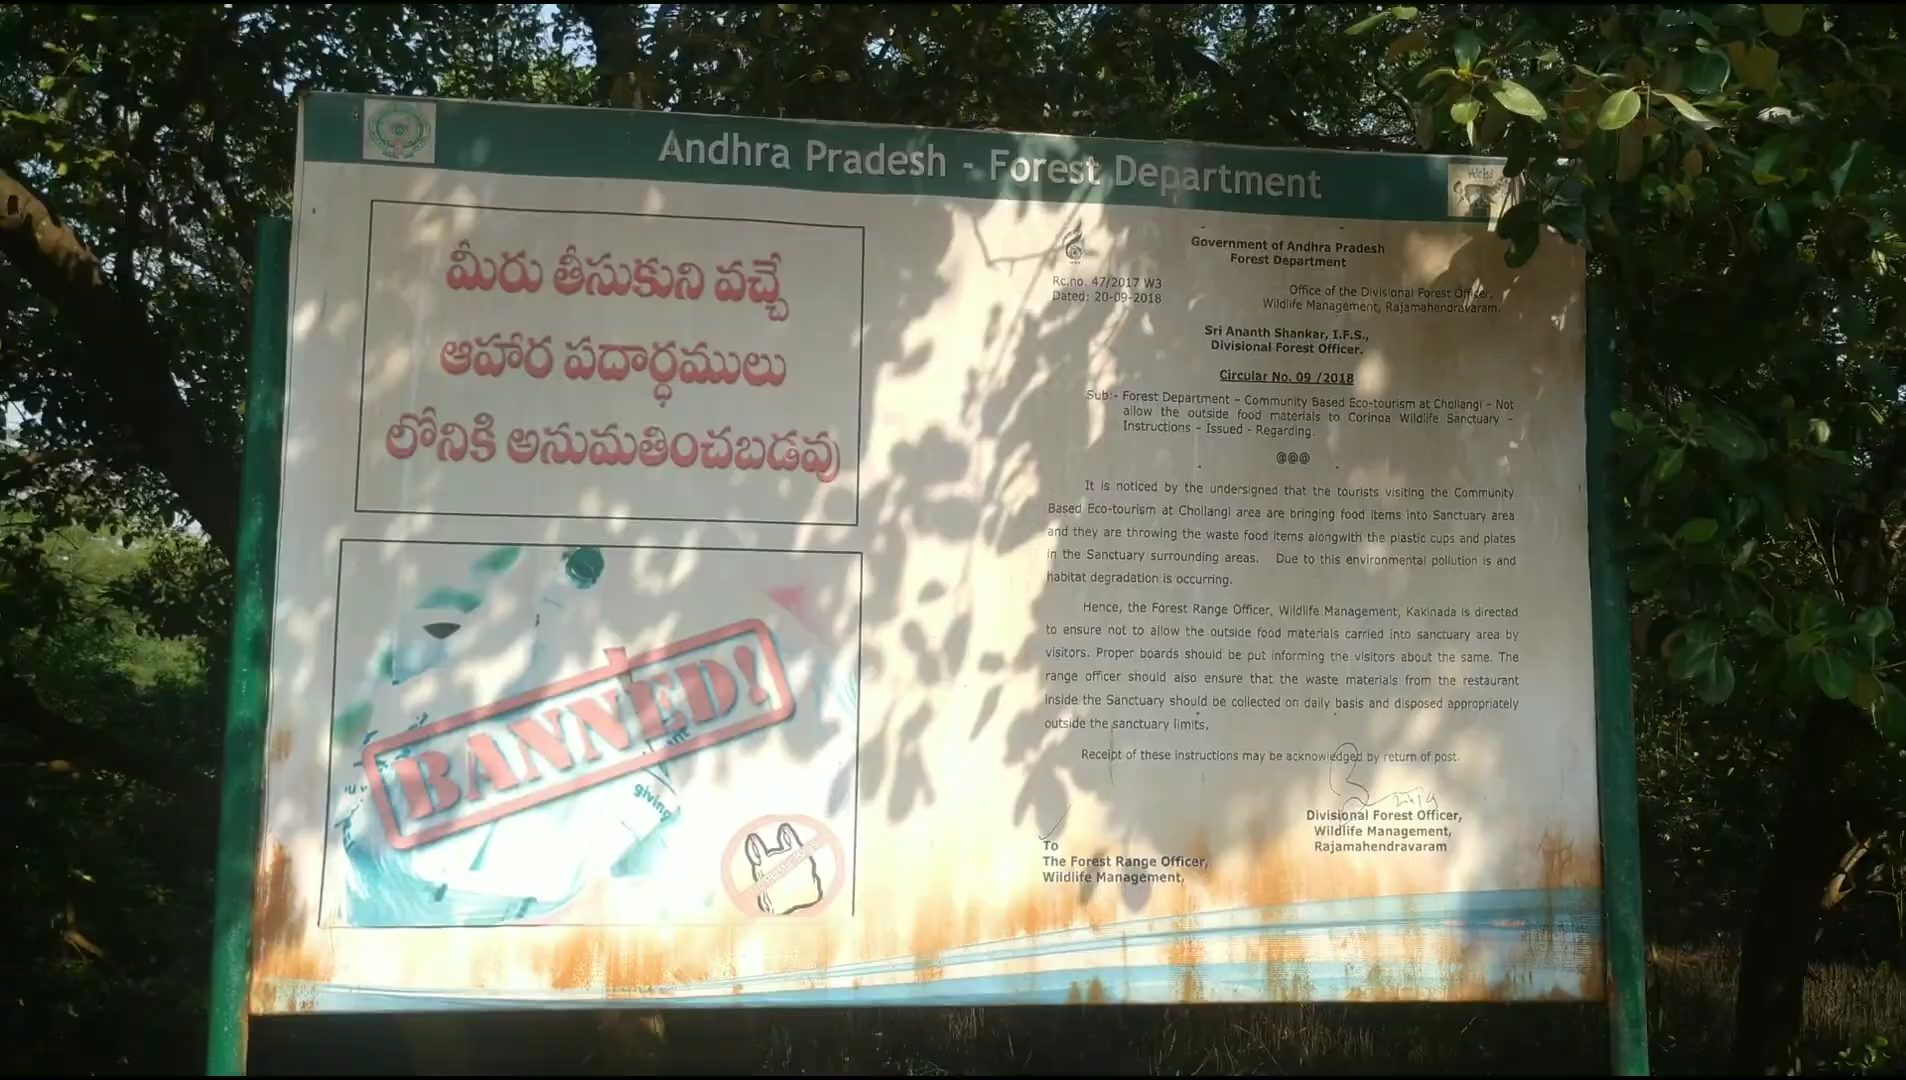 Andhra Pradesh - Forest Department
మీరు తీసుకుని వచ్చే
ఆహార పదార్ధములు
లోనికి అనుమతించబడవు
BANNED!
giving
Government of Andhra Pradesh
Forest Department
Rc.no. 47/2017 W3
Dated: 20-09-2018
Office of the Divisional Forest Officer,
Wildlife Management, Rajamahendravaram.
Sri Ananth Shankar, I.F.S.,
Divisional Forest Officer.
Circular No. 09 /2018
Sub:- Forest Department – Community Based Eco-tourism at Chollangi – Not
allow the outside food materials to Coringa Wildlife Sanctuary –
Instructions – Issued - Regarding.
@@@
It is noticed by the undersigned that the tourists visiting the Community
Based Eco-tourism at Chollangi area are bringing food items into Sanctuary area
and they are throwing the waste food items alongwith the plastic cups and plates
in the Sanctuary surrounding areas. Due to this environmental pollution is and
habitat degradation is occurring.
Hence, the Forest Range Officer, Wildlife Management, Kakinada is directed
to ensure not to allow the outside food materials carried into sanctuary area by
visitors. Proper boards should be put informing the visitors about the same. The
range officer should also ensure that the waste materials from the restaurant
inside the Sanctuary should be collected on daily basis and disposed appropriately
outside the sanctuary limits.
Receipt of these instructions may be acknowledged by return of post.
Divisional Forest Officer,
Wildlife Management,
Rajamahendravaram
To
The Forest Range Officer,
Wildlife Management,